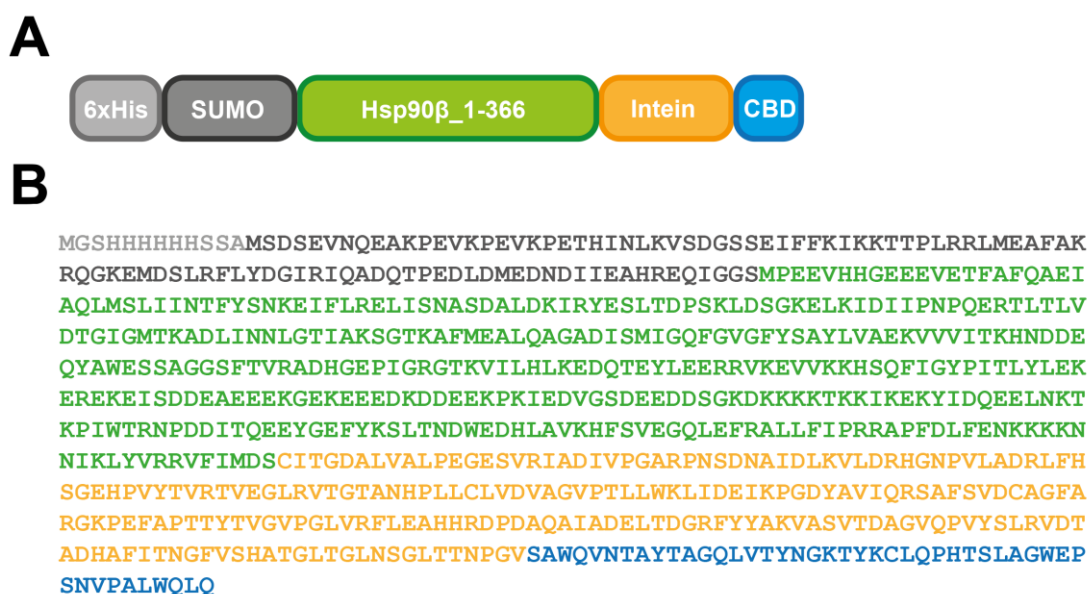 A
6xHis SUMO Hsp90β_1-366 Intein CBD
B
MGSHHHHHHSSAMSDSEVNQEAKPEVKPEVKPETHINLKVSDGSSEIFFKIKKTTPLRRLMEAFAK
RQGKEMDSLRFLYDGIRIQADQTPEDLDMEDNDIIEAHREQIGGSMPEEVHHGEEEVETFAFQAEI
AQLMSLIINTFYSNKEIFLRELISNASDALDKIRYESLTDPSKLDSGKELKIDIIPNPQERTLTLV
DTGIGMTKADLINNLGTIAKSGTKAFMEALQAGADISMIGQFGVGFYSAYLVAEKVVVITKHNDDE
QYAWESSAGGSFTVRADHGEPIGRGTKVILHLKEDQTEYLEERRVKEVVKKHSQFIGYPITLYLEK
EREKEISDDEAEEEKGEKEEEDKDDEEKPKIEDVGSDEEDDSGKDKKKKTKKIKEKYIDQEELNKT
KPIWTRNPDDITQEEYGEFYKSLTNDWEDHLAVKHFSVEGQLEFRALLFIPRRAPFDLFENKKKKN
NIKLYVRRVFIMDSCITGDALVALPEGESVRIADIVPGARPNSDNAIDLKVLDRHGNPVLADRLFH
SGEHPVYTVRTVEGLRVTGTANHPLLCLVDVAGVPTLLWKLIDEIKPGDYAVIQRSAFSVDCAGFA
RGKPEFAPTTYTVGVPGLVRFLEAHHRDPDAQAIADELTDGRFYYAKVASVTDAGVQPVYSLRVDT
ADHAFITNGFVSHATGLTGLNSGLTTNPGVSAWQVNTAYTAGQLVTYNGKTYKCLQPHTSLAGWEP
SNVPALWQLQ